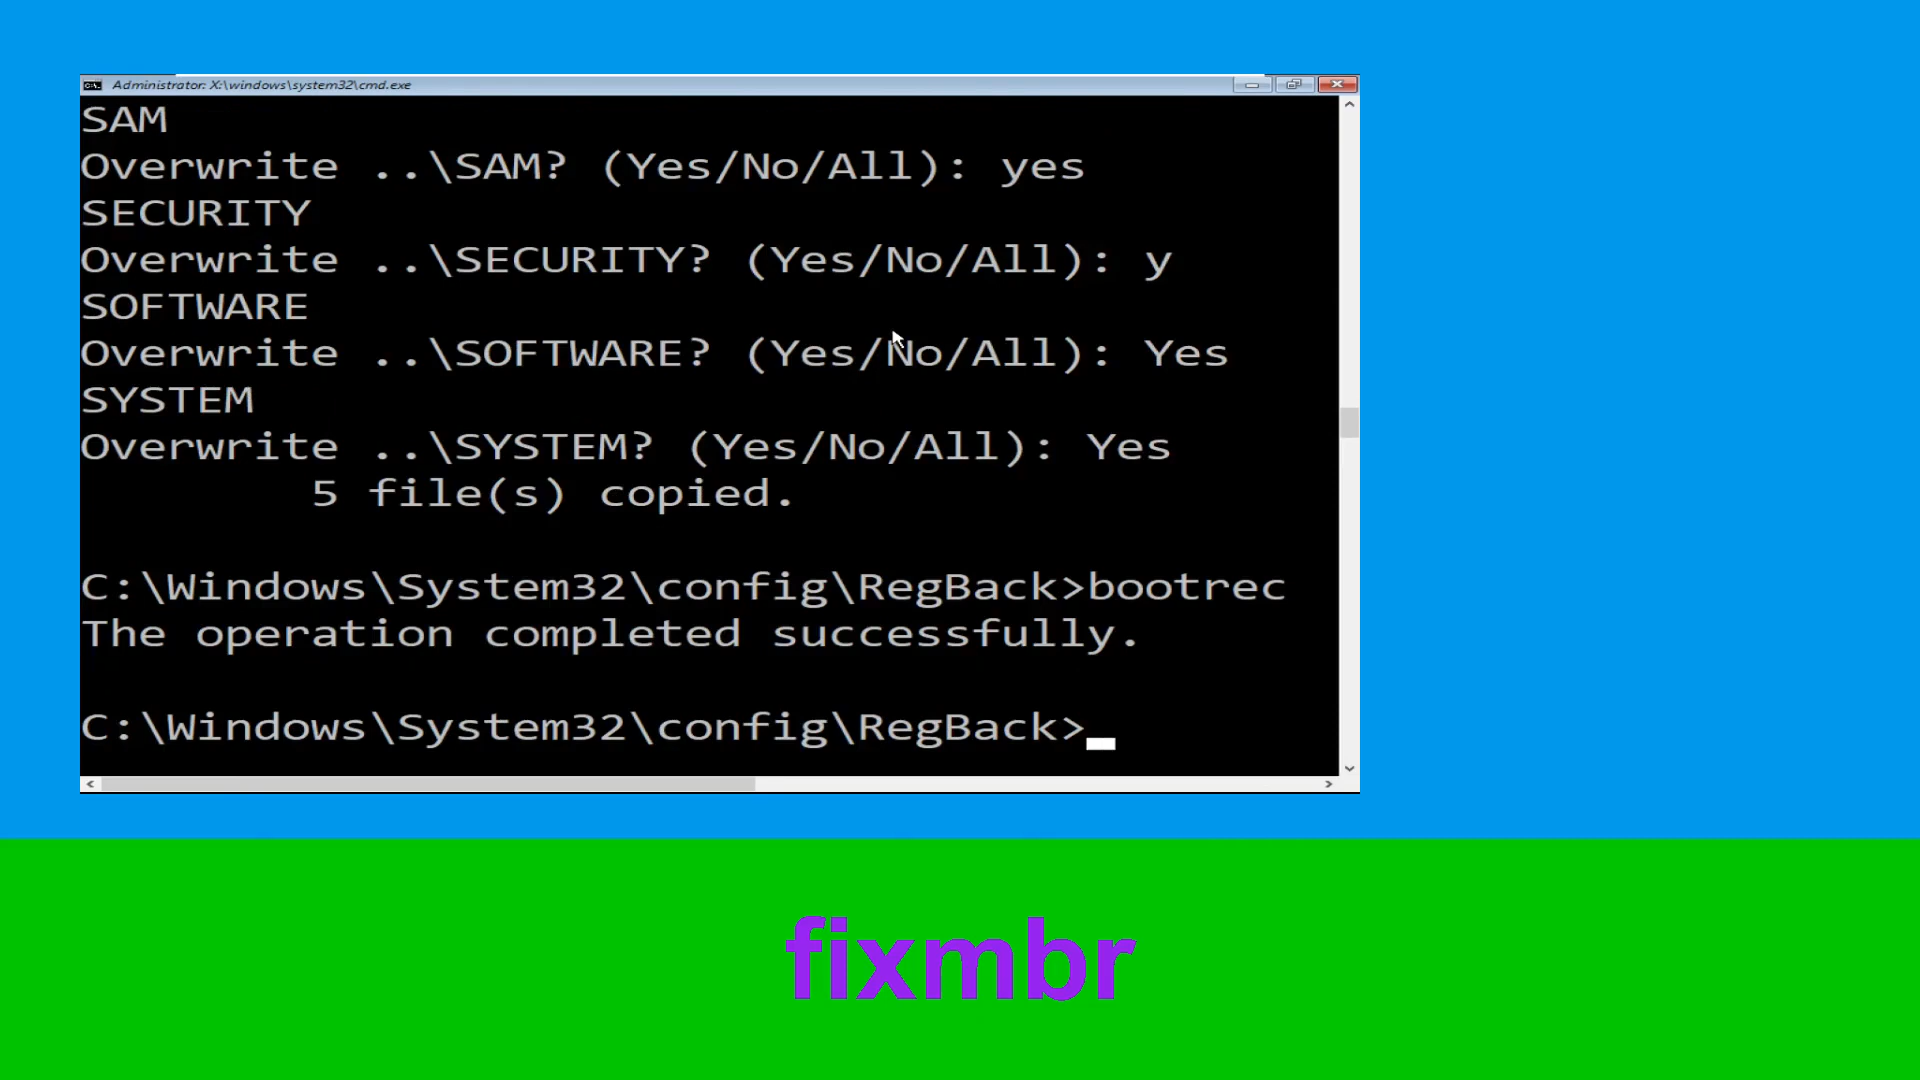 Administrator: X:\windows\system32\cmd.exe
SAM
Overwrite ..\SAM? (Yes/No/All): yes
SECURITY
Overwrite ..\SECURITY? (Yes/No/All): y
SOFTWARE
Overwrite ..\SOFTWARE? (Yes/No/All): Yes
SYSTEM
Overwrite ..\SYSTEM? (Yes/No/All): Yes
5 file(s) copied.
C:\Windows\System32\config\RegBack>bootrec
The operation completed successfully.
C:\Windows\System32\config\RegBack>
fixmbr